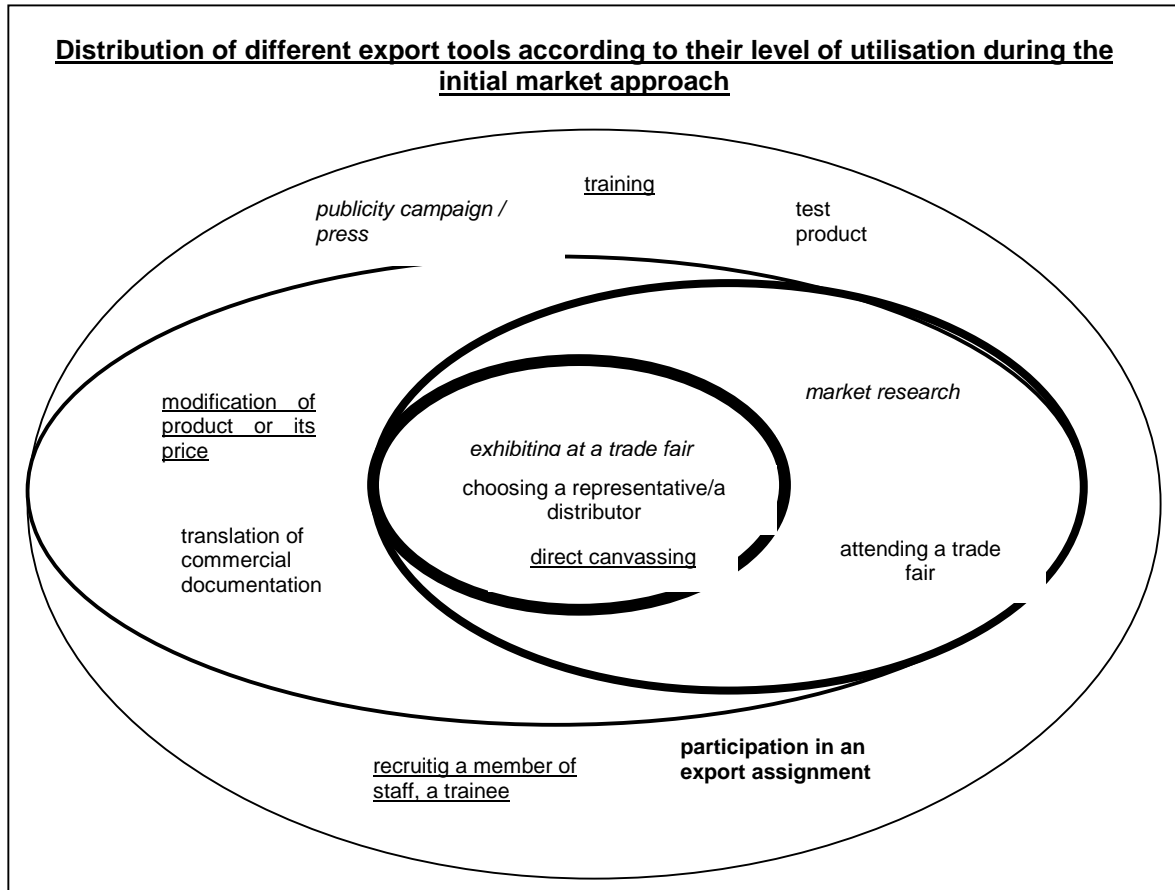 Distribution of different export tools according to their level of utilisation during the
initial market approach
training
publicity campaign /
press
test
product
market research
modification of
product or its
price
exhibiting at a trade fair
choosing a representative/a
distributor
direct canvassing
translation of
commercial
documentation
attending a trade
fair
participation in an
export assignment
recruitig a member of
staff, a trainee